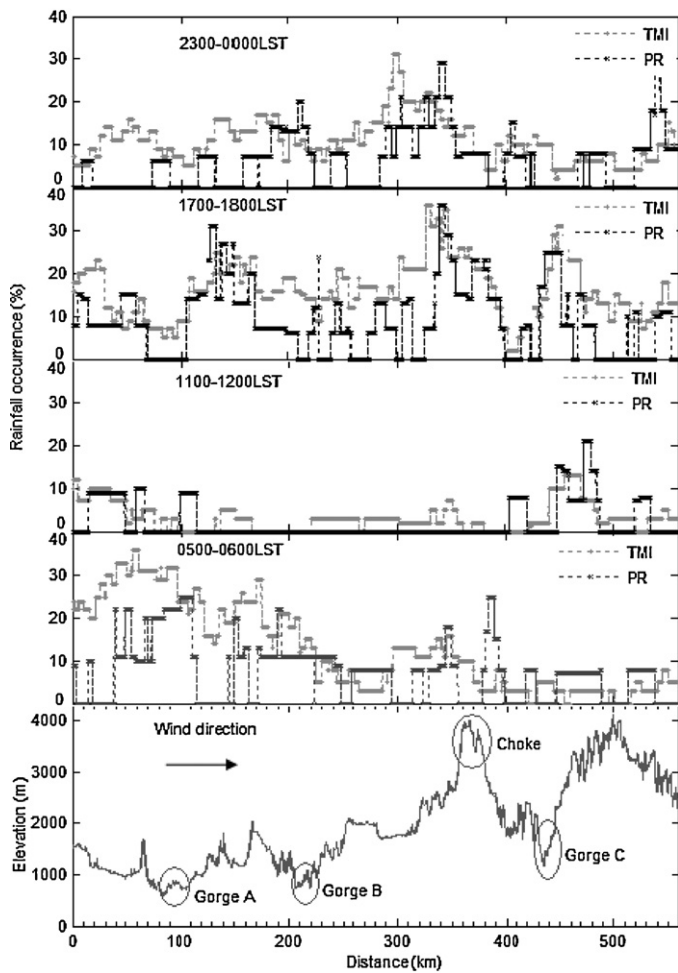 40
2300-0000LST
TMI
PR
30
20
10
0
40
1700-1800LST
TMI
PR
30
20
10
0
Rainfall occurrence (%)
40
1100-1200LST
TMI
PR
30
20
10
0
40
0500-0600LST
TMI
PR
30
20
10
0
4000
Wind direction
Choke
3000
Elevation (m)
2000
Gorge C
1000
Gorge A
Gorge B
0
0 100 200 300 400 500
Distance (km)